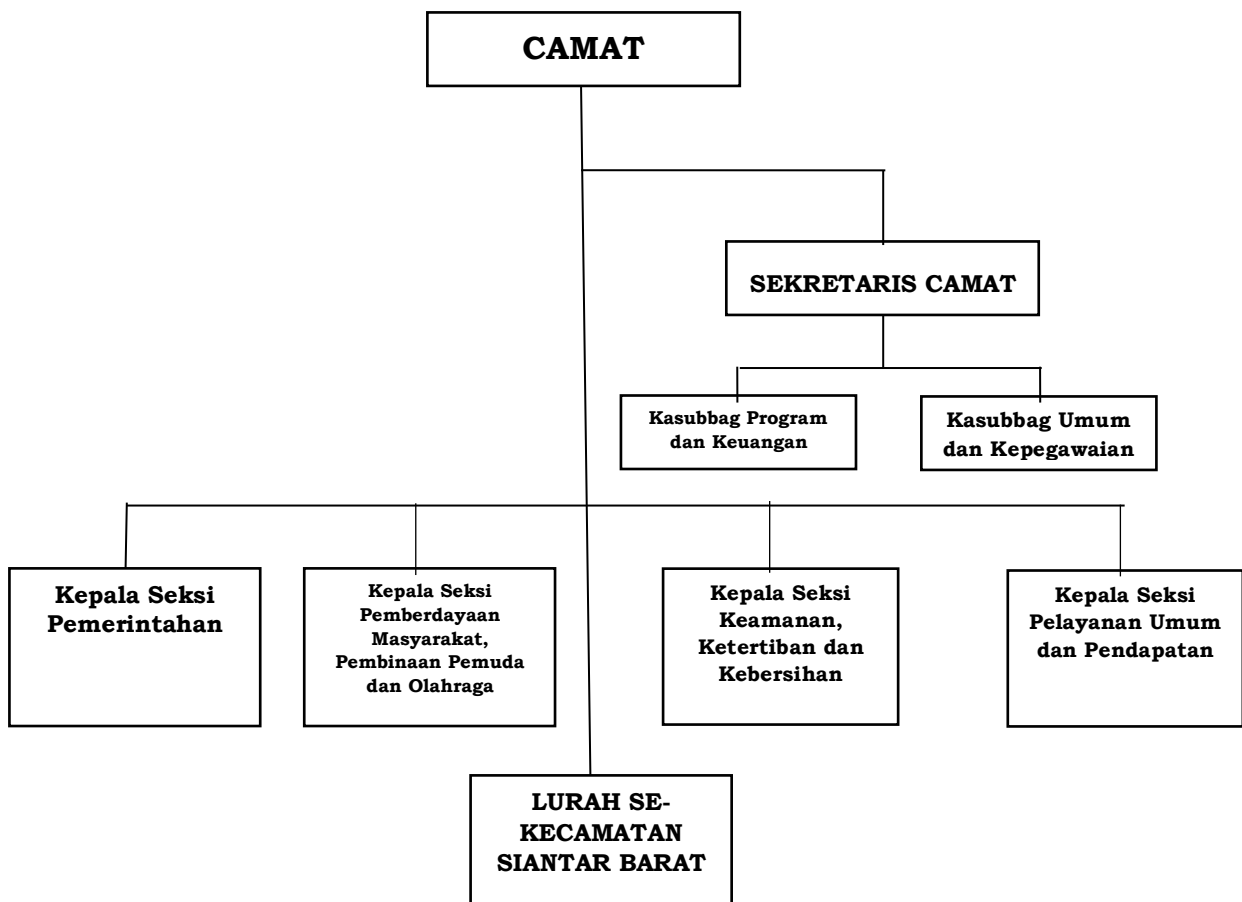 CAMAT
SEKRETARIS CAMAT
Kasubbag Program
dan Keuangan
Kasubbag Umum
dan Kepegawaian
Kepala Seksi
Pemerintahan
Kepala Seksi
Pemberdayaan
Masyarakat,
Pembinaan Pemuda
dan Olahraga
Kepala Seksi
Keamanan,
Ketertiban dan
Kebersihan
Kepala Seksi
Pelayanan Umum
dan Pendapatan
LURAH SE-
KECAMATAN
SIANTAR BARAT